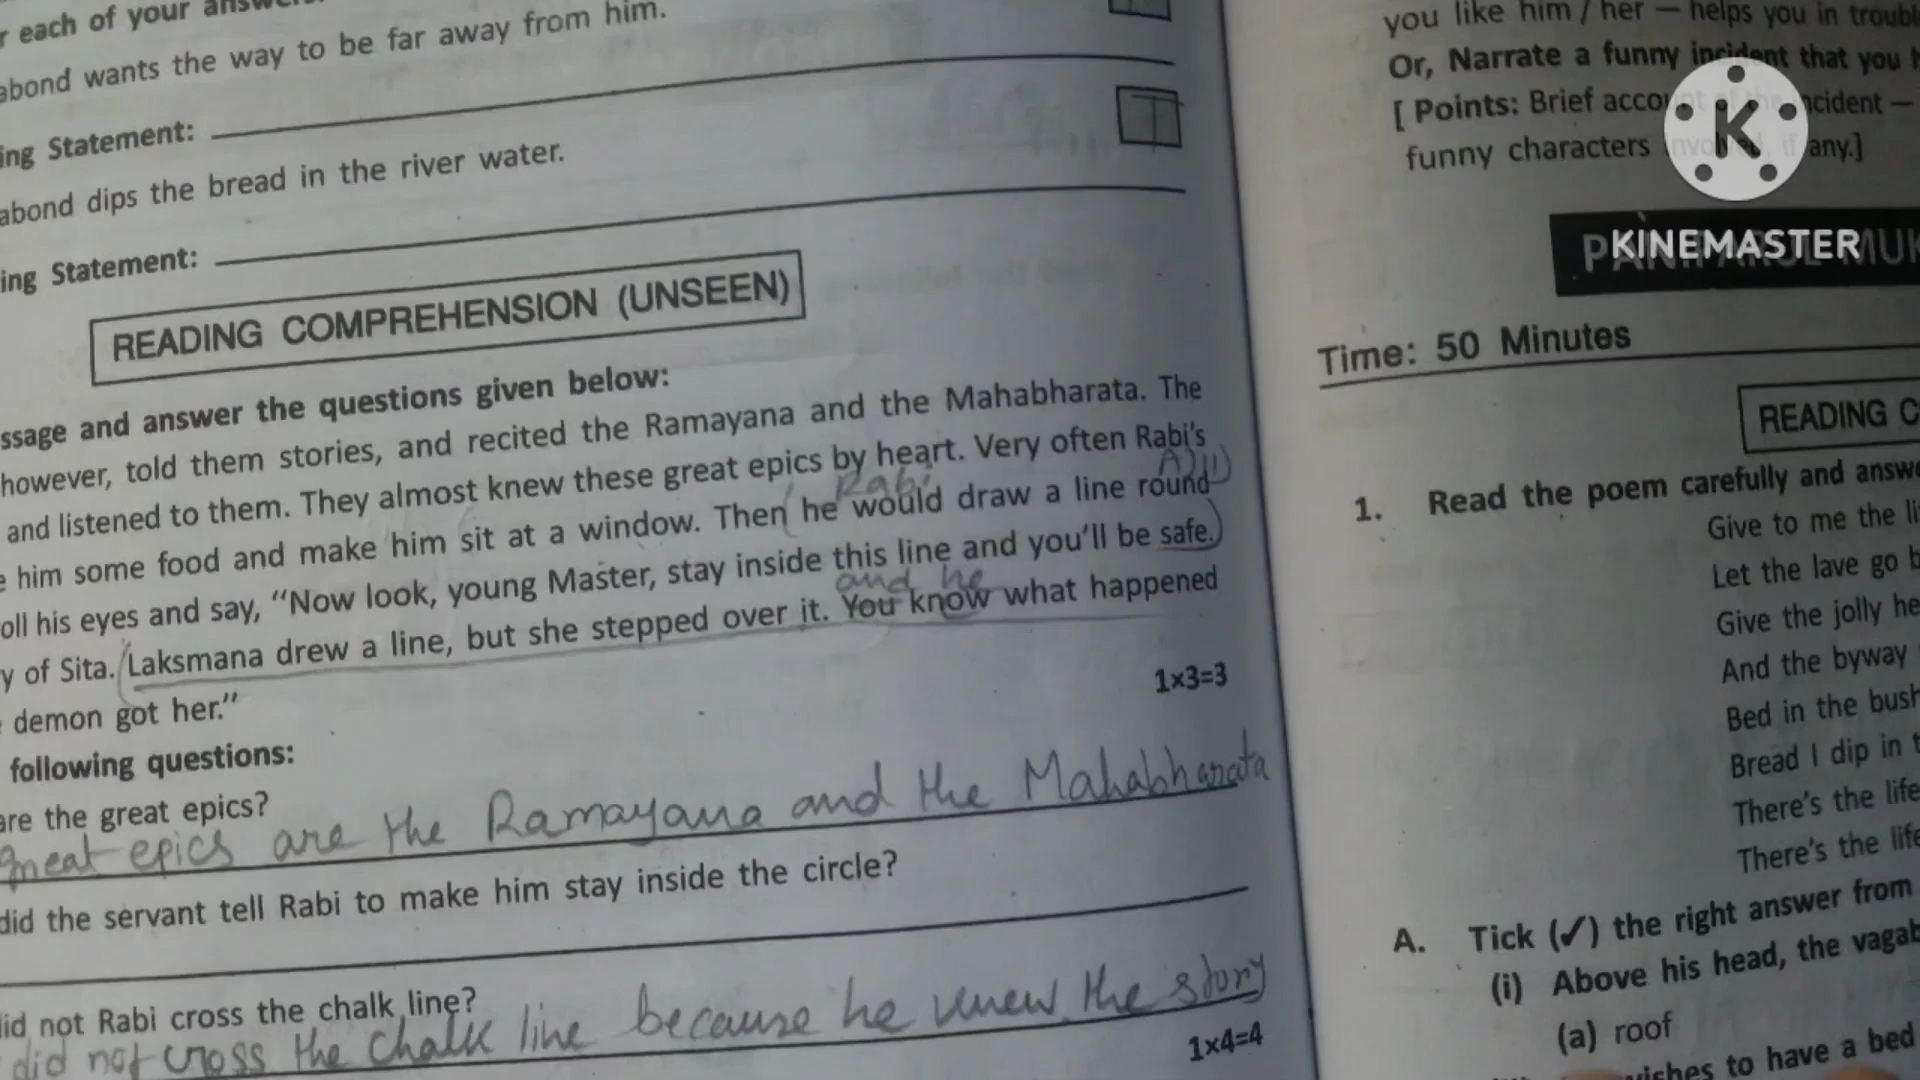 r each of your answers.
abond wants the way to be far away from him.
ing Statement:
T
abond dips the bread in the river water.
ing Statement:
READING COMPREHENSION (UNSEEN)
ssage and answer the questions given below:
however, told them stories, and recited the Ramayana and the Mahabharata. The
and listened to them. They almost knew these great epics by heart. Very often Rabi's
Rabi A)(i)
e him some food and make him sit at a window. Then he would draw a line round
oll his eyes and say, "Now look, young Master, stay inside this line and you'll be safe.
and he
y of Sita. Laksmana drew a line, but she stepped over it. You know what happened
demon got her."
1×3=3
following questions:
are the great epics?
great epics are the Ramayana and the Mahabharata
did the servant tell Rabi to make him stay inside the circle?
did not Rabi cross the chalk line?
did not cross the chalk line because he knew the story
1×4=4
you like him / her — helps you in troubl
Or, Narrate a funny incident that you h
[ Points: Brief account of the incident —
funny characters involved, if any.]
K
KINEMASTER
Time: 50 Minutes
READING C
1. Read the poem carefully and answe
Give to me the li
Let the lave go b
Give the jolly he
And the byway
Bed in the bush
Bread I dip in t
There's the life
There's the life
A. Tick (✓) the right answer from
(i) Above his head, the vagab
(a) roof
wishes to have a bed